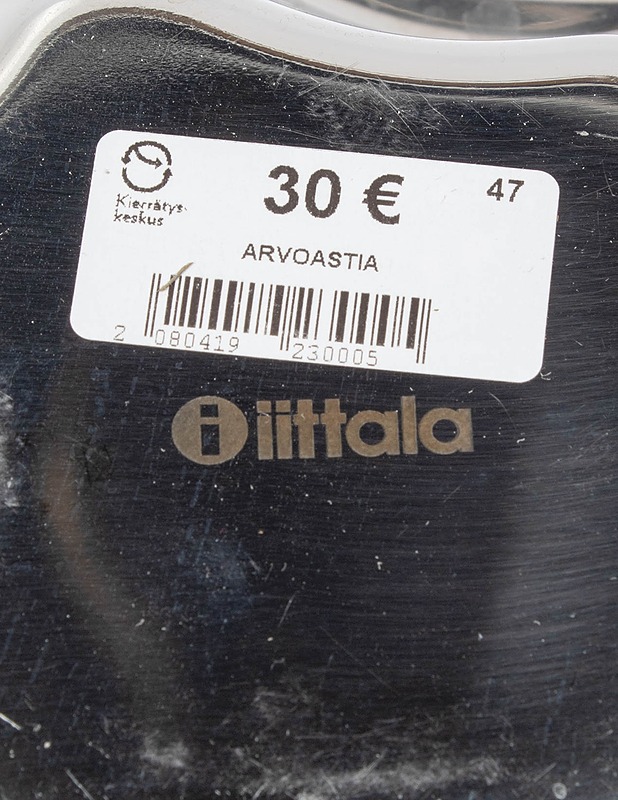 30 €
47
Kierrätys-
keskus
ARVOASTIA
2 080419 230005
i iittala